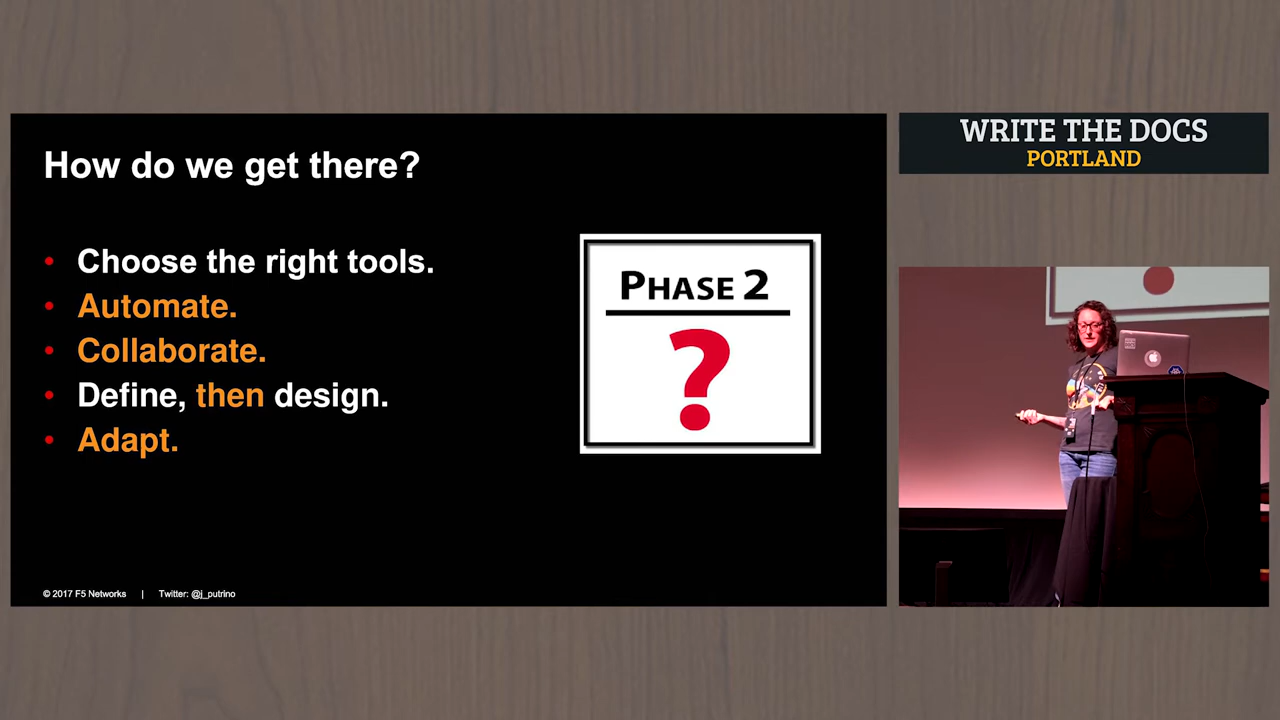 How do we get there?
• Choose the right tools.
• Automate.
• Collaborate.
• Define, then design.
• Adapt.
PHASE 2
?
© 2017 F5 Networks | Twitter: @j_putrino
WRITE THE DOCS
PORTLAND